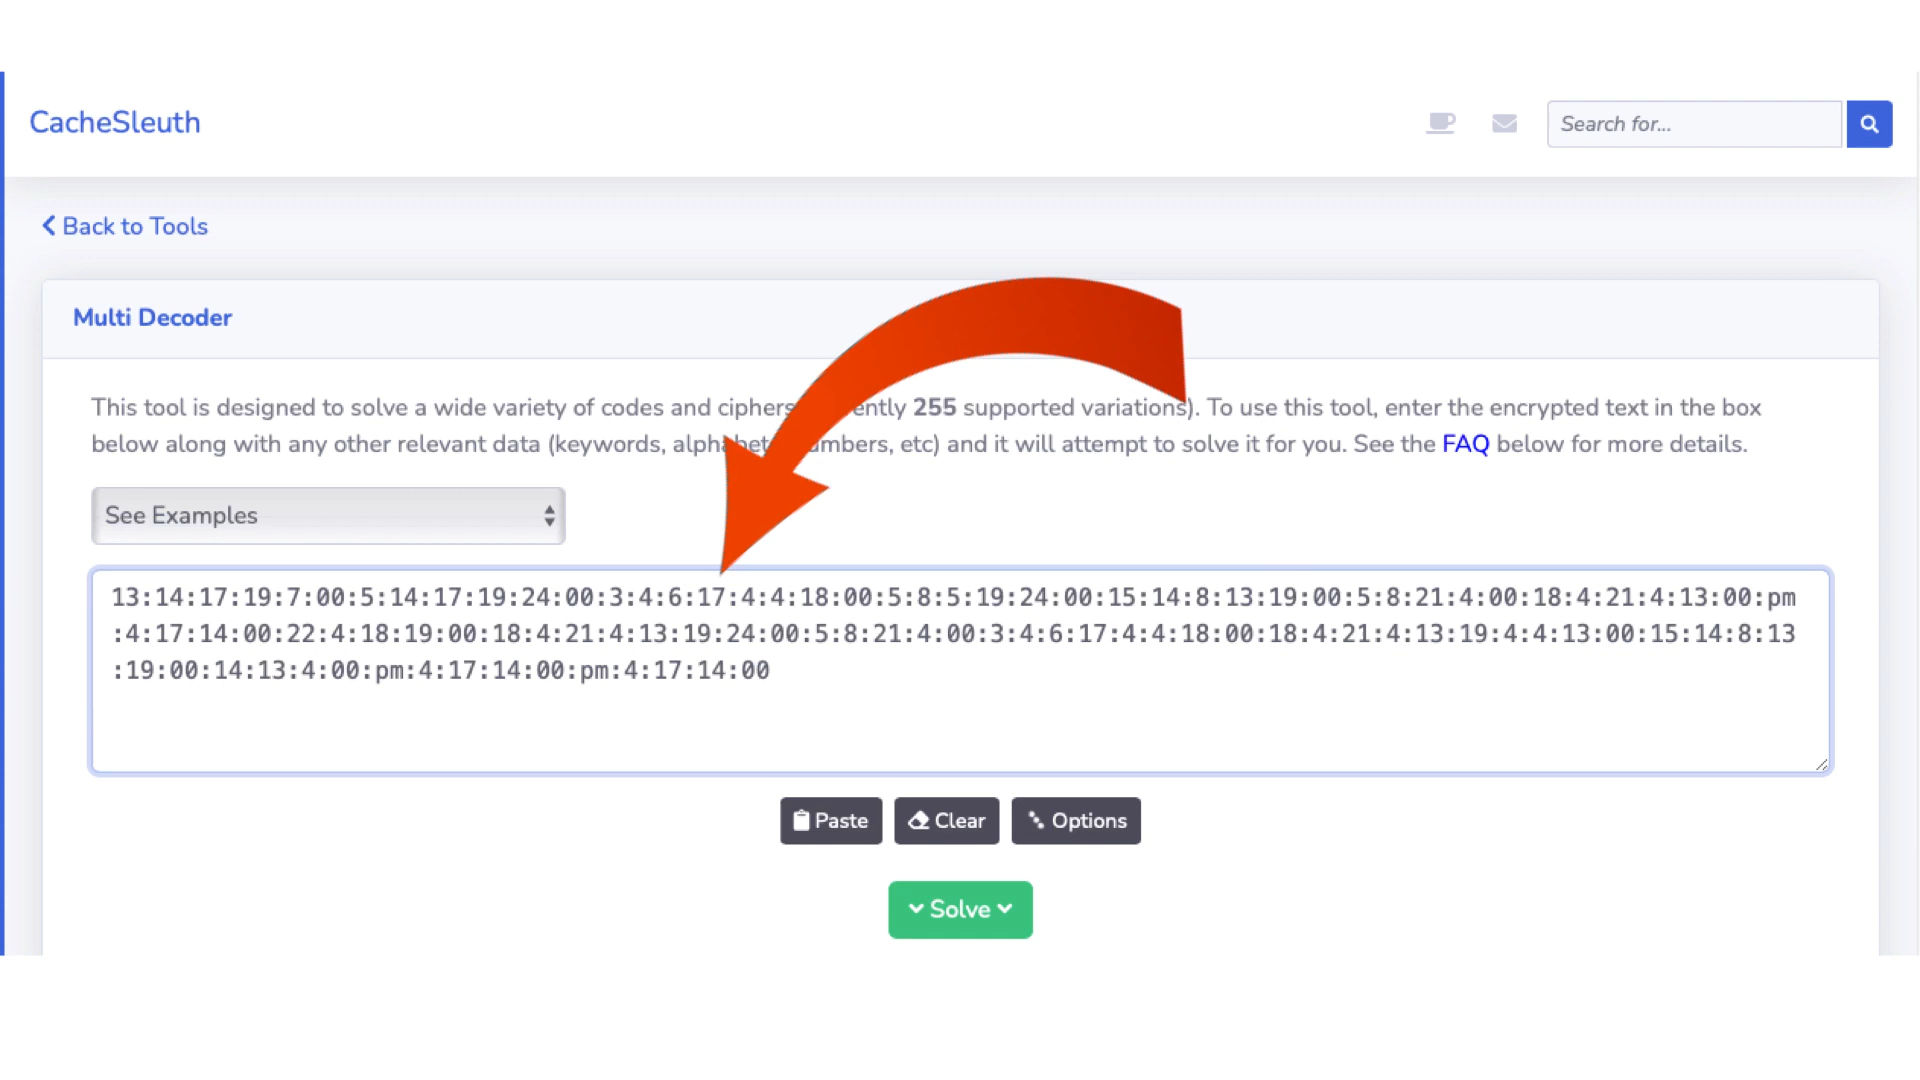 CacheSleuth
Search for...
Back to Tools
Multi Decoder
This tool is designed to solve a wide variety of codes and ciphers ently 255 supported variations). To use this tool, enter the encrypted text in the box
below along with any other relevant data (keywords, alphabet mbers, etc) and it will attempt to solve it for you. See the FAQ below for more details.
See Examples
13:14:17:19:7:00:5:14:17:19:24:00:3:4:6:17:4:4:18:00:5:8:5:19:24:00:15:14:8:13:19:00:5:8:21:4:00:18:4:21:4:13:00:pm
:4:17:14:00:22:4:18:19:00:18:4:21:4:13:19:24:00:5:8:21:4:00:3:4:6:17:4:4:18:00:18:4:21:4:13:19:4:4:13:00:15:14:8:13
:19:00:14:13:4:00:pm:4:17:14:00:pm:4:17:14:00
Paste Clear Options
Solve